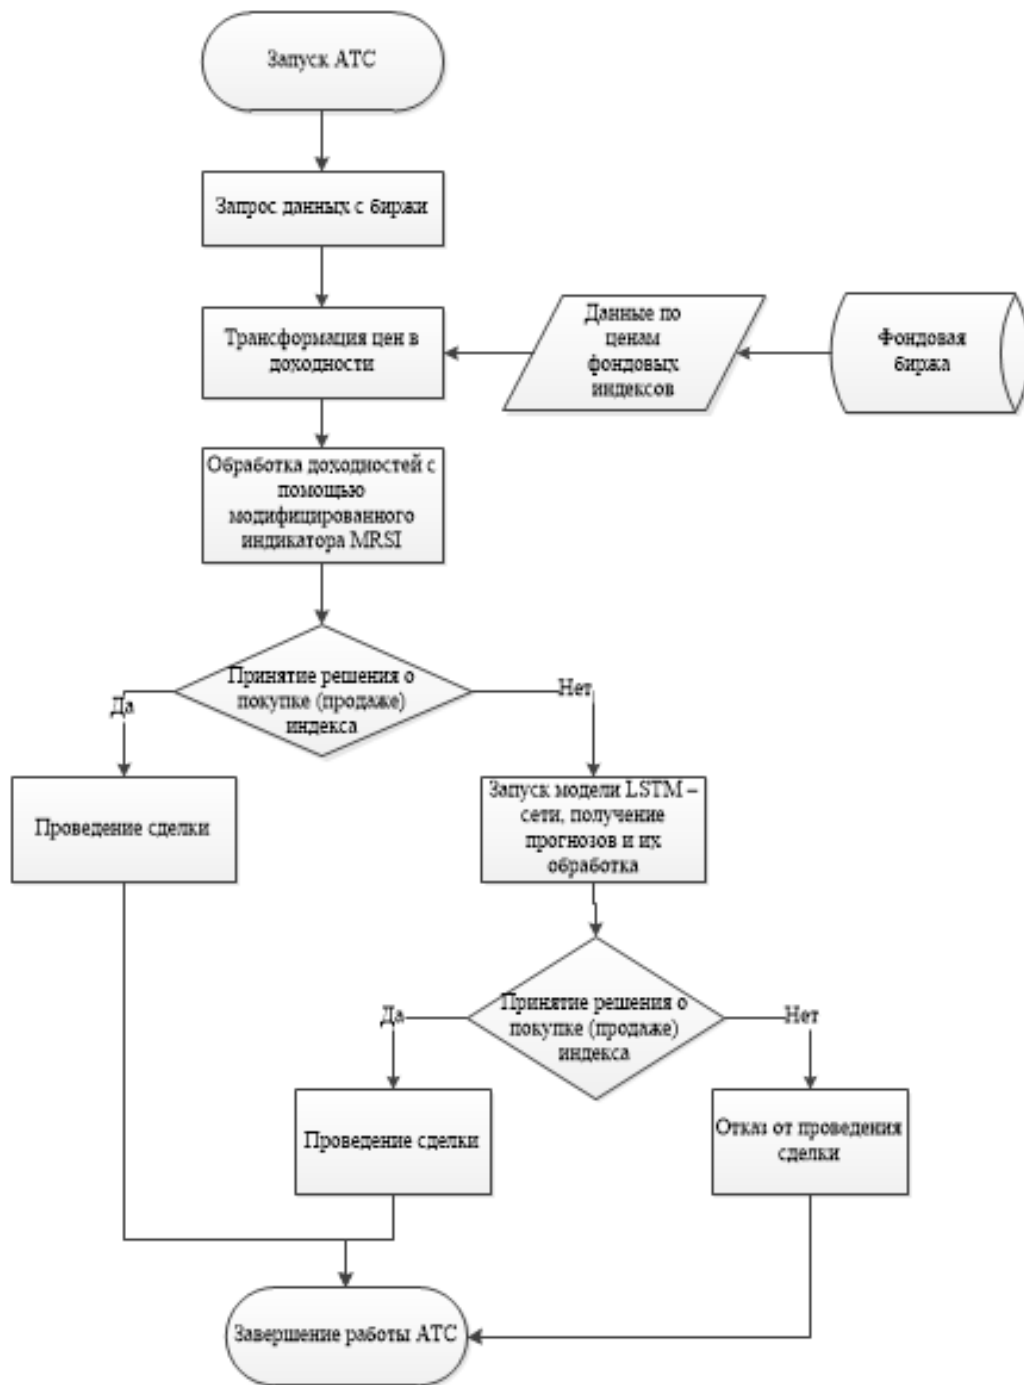 Запуск АТС
Запрос данных с биржи
Трансформация цен в
доходности
Данные по
ценам
фондовых
индексов
Фондовая
биржа
Обработка доходностей с
помощью
модифицированного
индикатора MRSI
Принятие решения о
покупке (продаже)
индекса
Да
Нет
Проведение сделки
Запуск модели LSTM –
сети, получение
прогнозов и их
обработка
Принятие решения о
покупке (продаже)
индекса
Да
Нет
Проведение сделки
Отказ от проведения
сделки
Завершение работы АТС